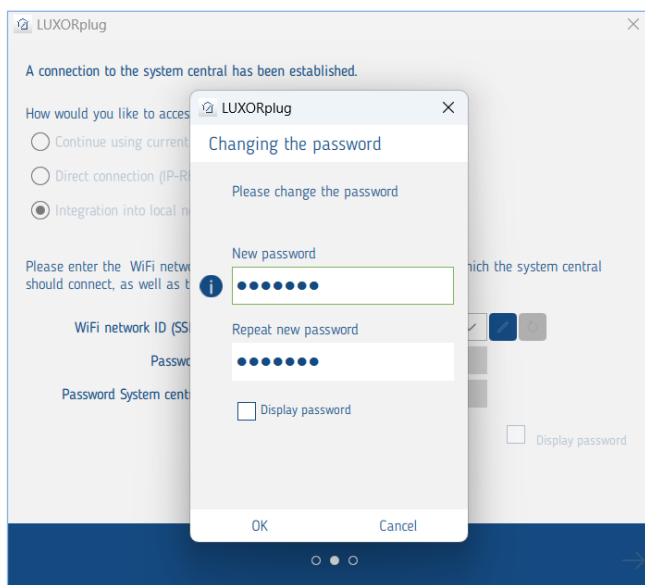 LUXORplug
A connection to the system central has been established.
How would you like to acces
Continue using current
Direct connection (IP-R
Integration into local n
Please enter the WiFi netw
hich the system central
should connect, as well as t
WiFi network ID (SS
Passwo
Password System cent
Display password
LUXORplug
Changing the password
Please change the password
New password
Repeat new password
Display password
OK
Cancel